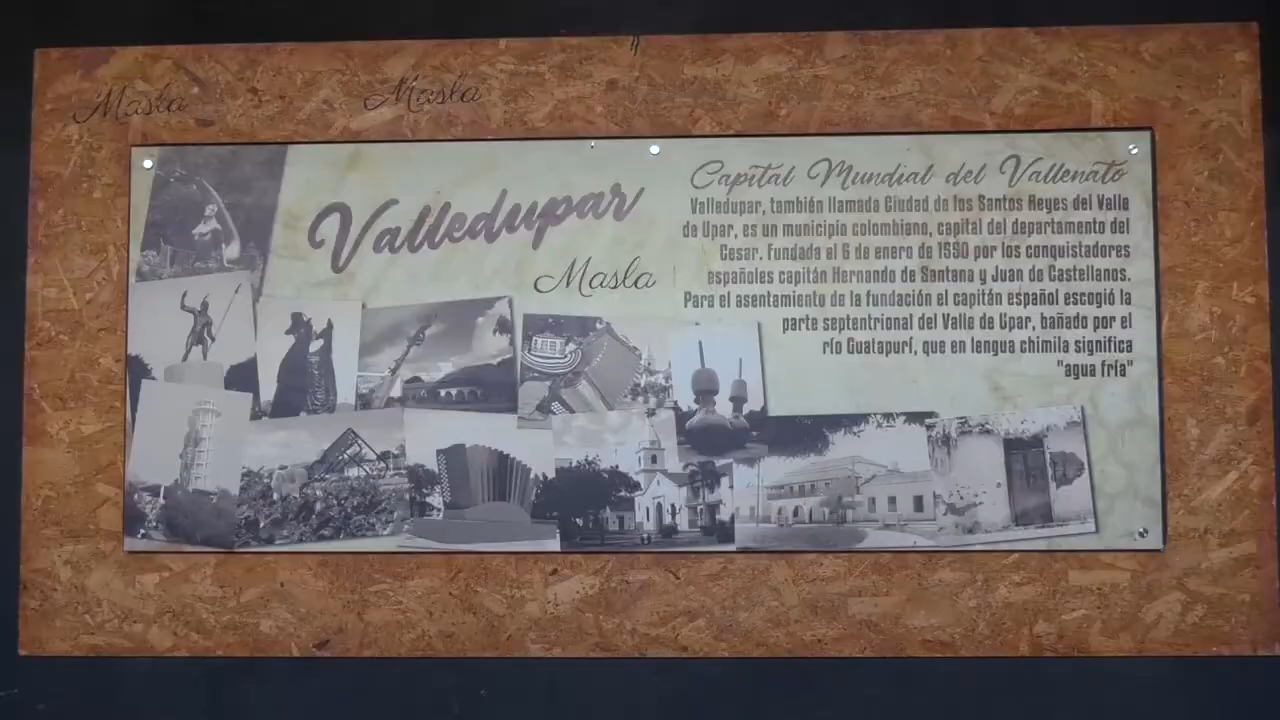 Masla
Masla
Valledupar
Masla
Capital Mundial del Vallenato
Valledupar, también llamada Ciudad de los Santos Reyes del Valle
de Upar, es un municipio colombiano, capital del departamento del
Cesar. Fundada el 6 de enero de 1550 por los conquistadores
españoles capitán Hernando de Santana y Juan de Castellanos.
Para el asentamiento de la fundación el capitán español escogió la
parte septentrional del Valle de Upar, bañado por el
río Guatapurí, que en lengua chimila significa
"agua fría"